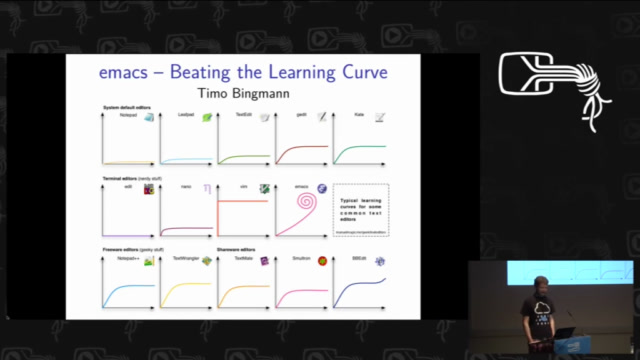 emacs – Beating the Learning Curve
Timo Bingmann
System default editors
Notepad
Leafpad
TextEdit
gedit
Kate
Terminal editors (nerdy stuff)
edit
nano
vim
emacs
Typical learning
curves for some
common text
editors
Freeware editors (geeky stuff)
Shareware editors
Notepad++
TextWrangler
TextMate
Smultron
BBEdit